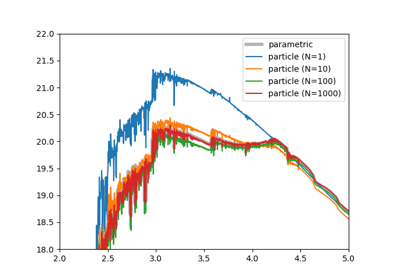 22.0
21.5
21.0
20.5
20.0
19.5
19.0
18.5
18.0
2.0 2.5 3.0 3.5 4.0 4.5 5.0
parametric
particle (N=1)
particle (N=10)
particle (N=100)
particle (N=1000)